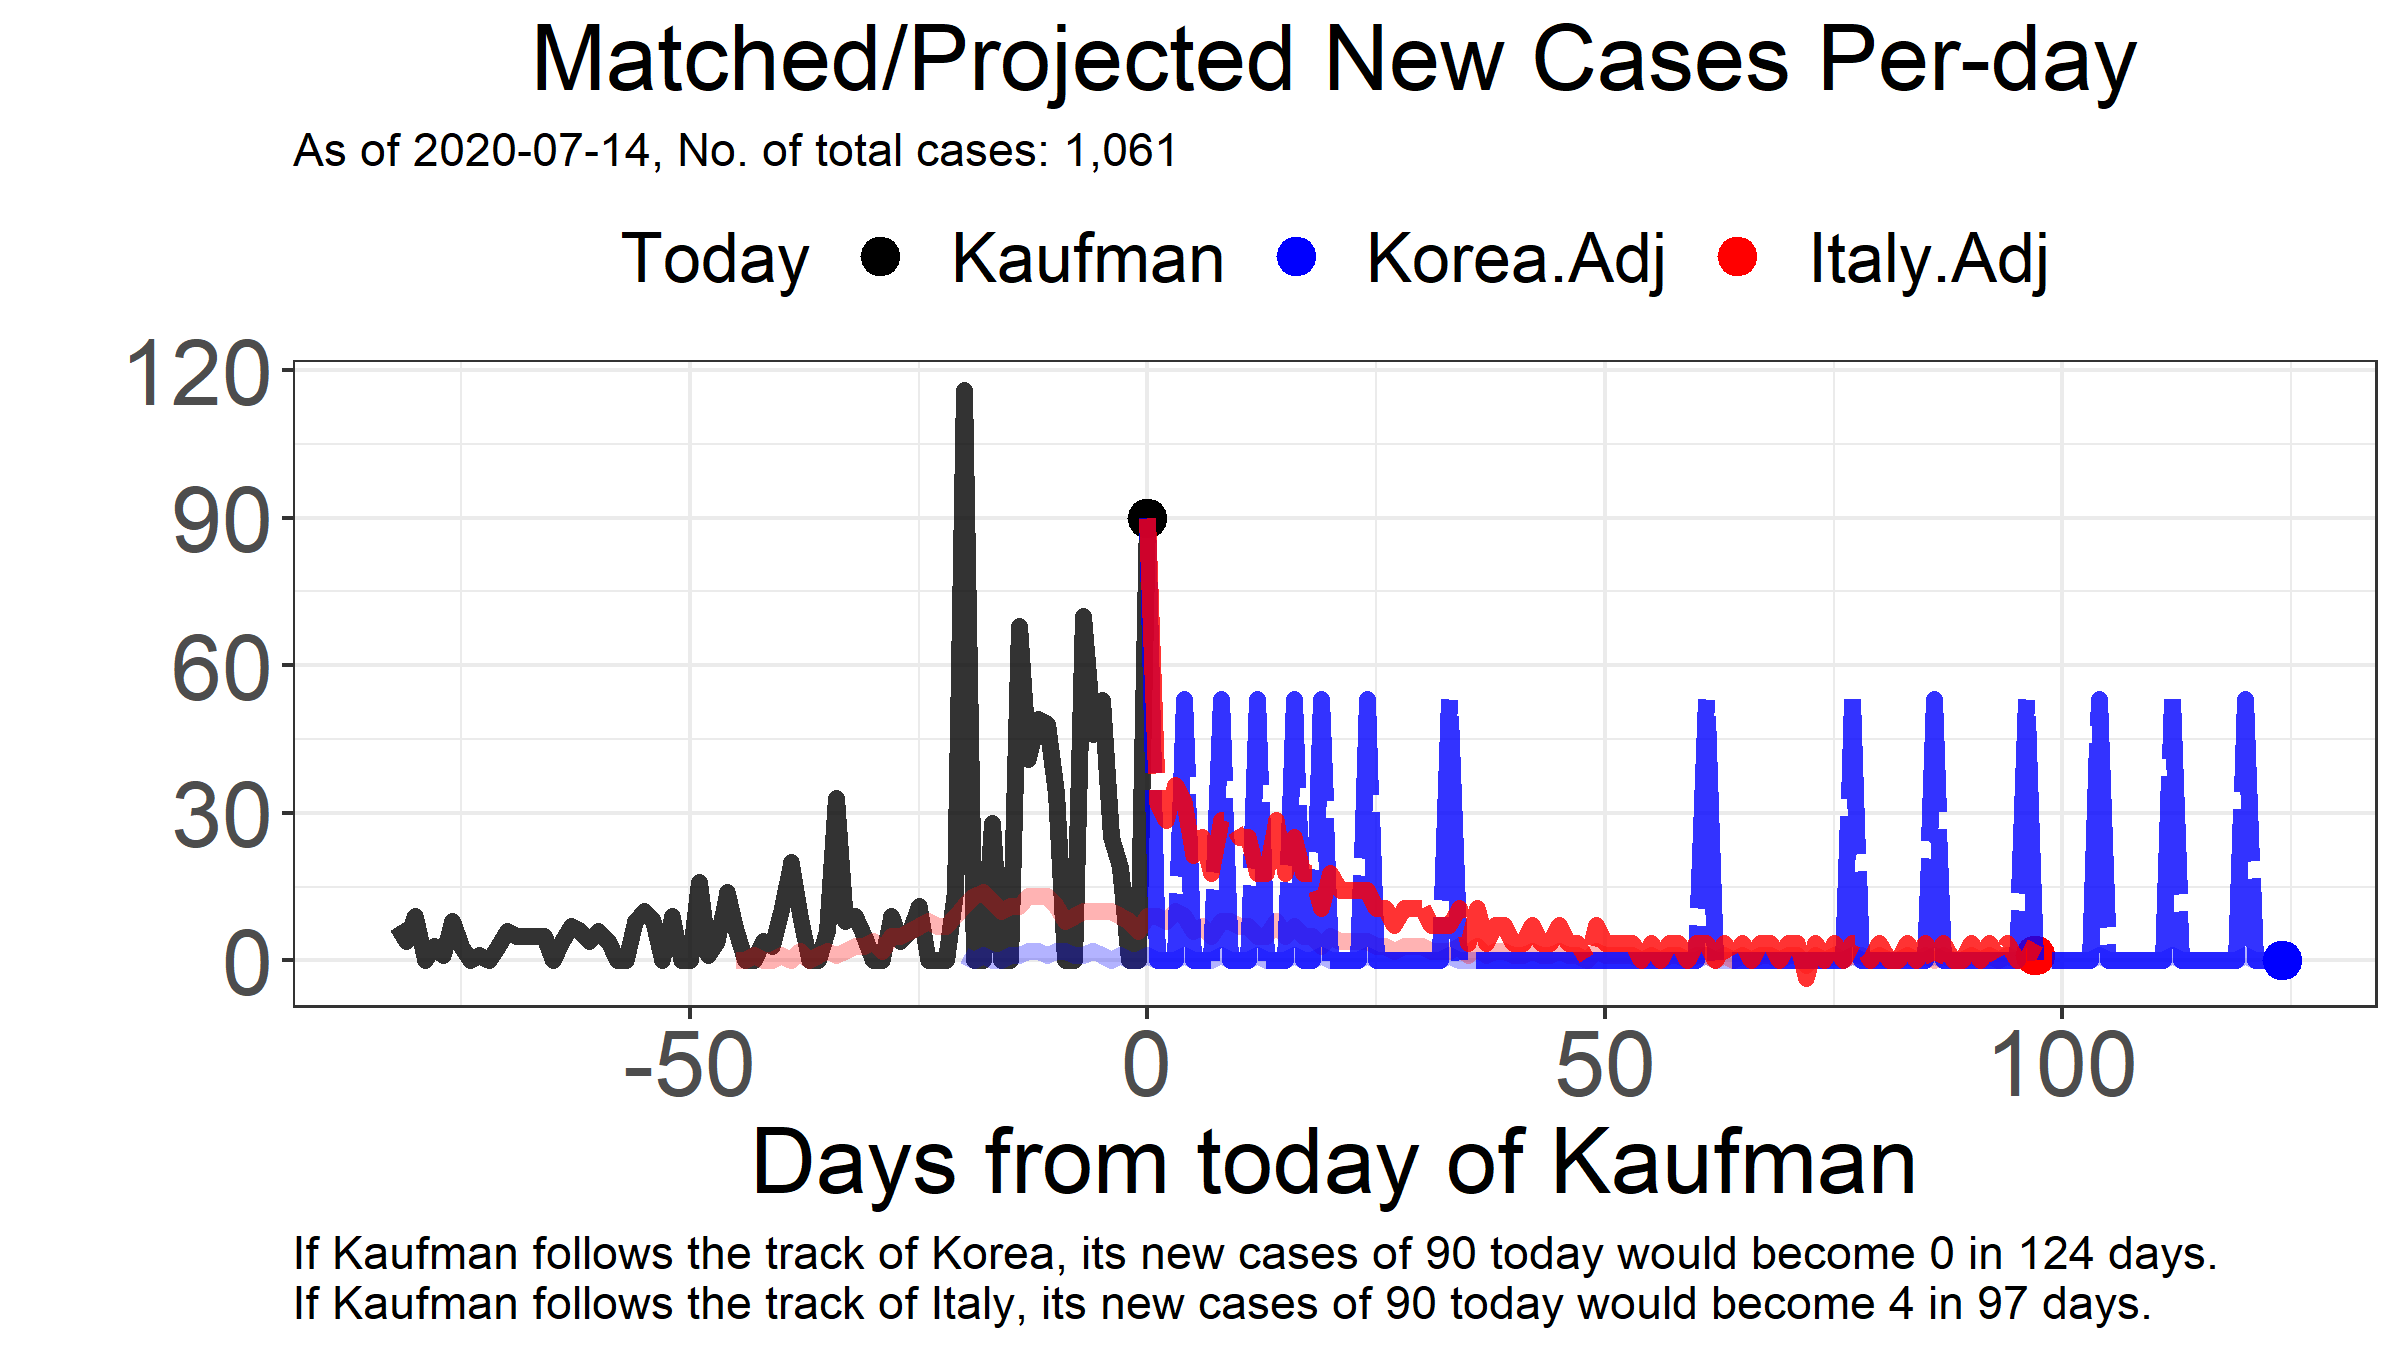 Matched/Projected New Cases Per-day
As of 2020-07-14, No. of total cases: 1,061
Today Kaufman Korea.Adj Italy.Adj
120
90
60
30
0
-50 0 50 100
Days from today of Kaufman
If Kaufman follows the track of Korea, its new cases of 90 today would become 0 in 124 days.
If Kaufman follows the track of Italy, its new cases of 90 today would become 4 in 97 days.